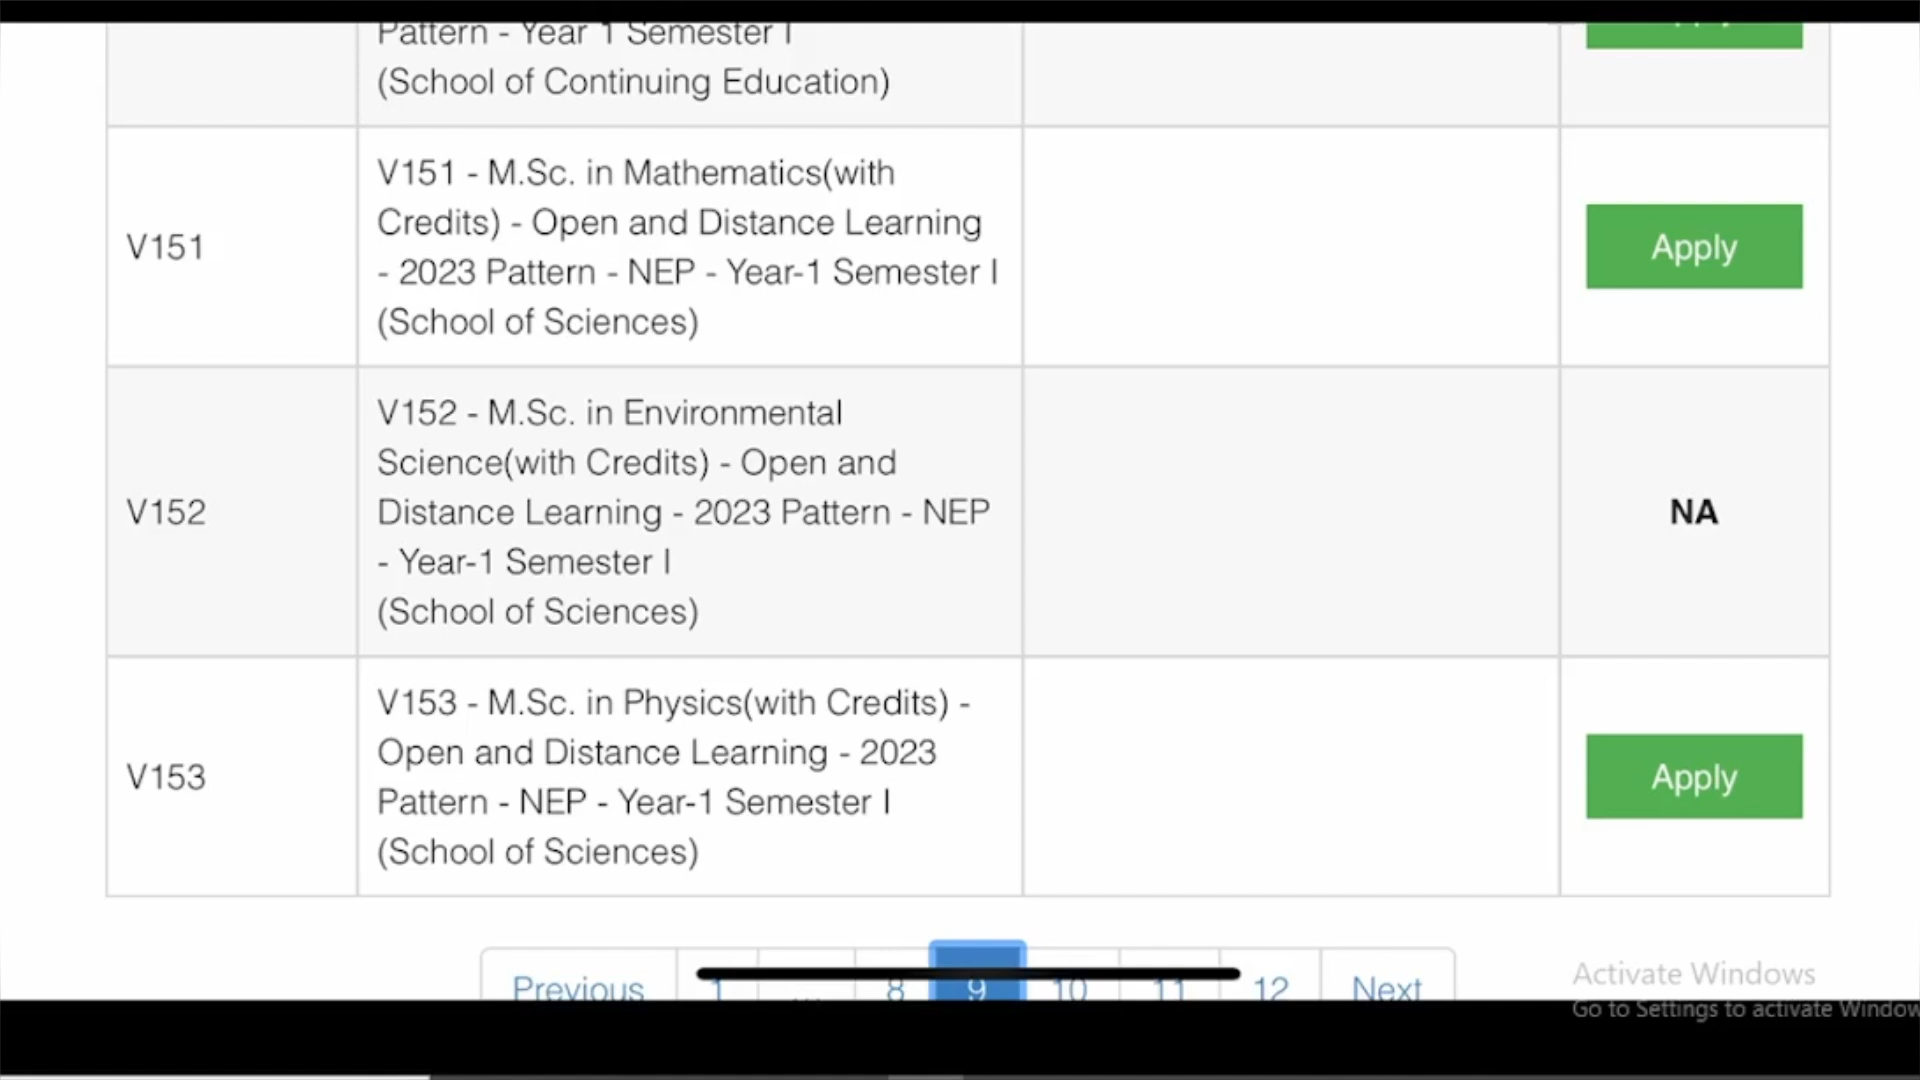 Pattern - Year 1 Semester I
(School of Continuing Education)
V151
V151 - M.Sc. in Mathematics(with
Credits) - Open and Distance Learning
- 2023 Pattern - NEP - Year-1 Semester I
(School of Sciences)
Apply
V152
V152 - M.Sc. in Environmental
Science(with Credits) - Open and
Distance Learning - 2023 Pattern - NEP
- Year-1 Semester I
(School of Sciences)
NA
V153
V153 - M.Sc. in Physics(with Credits) -
Open and Distance Learning - 2023
Pattern - NEP - Year-1 Semester I
(School of Sciences)
Apply
Previous 1 ... 8 9 10 11 12 Next
Activate Windows
Go to Settings to activate Window